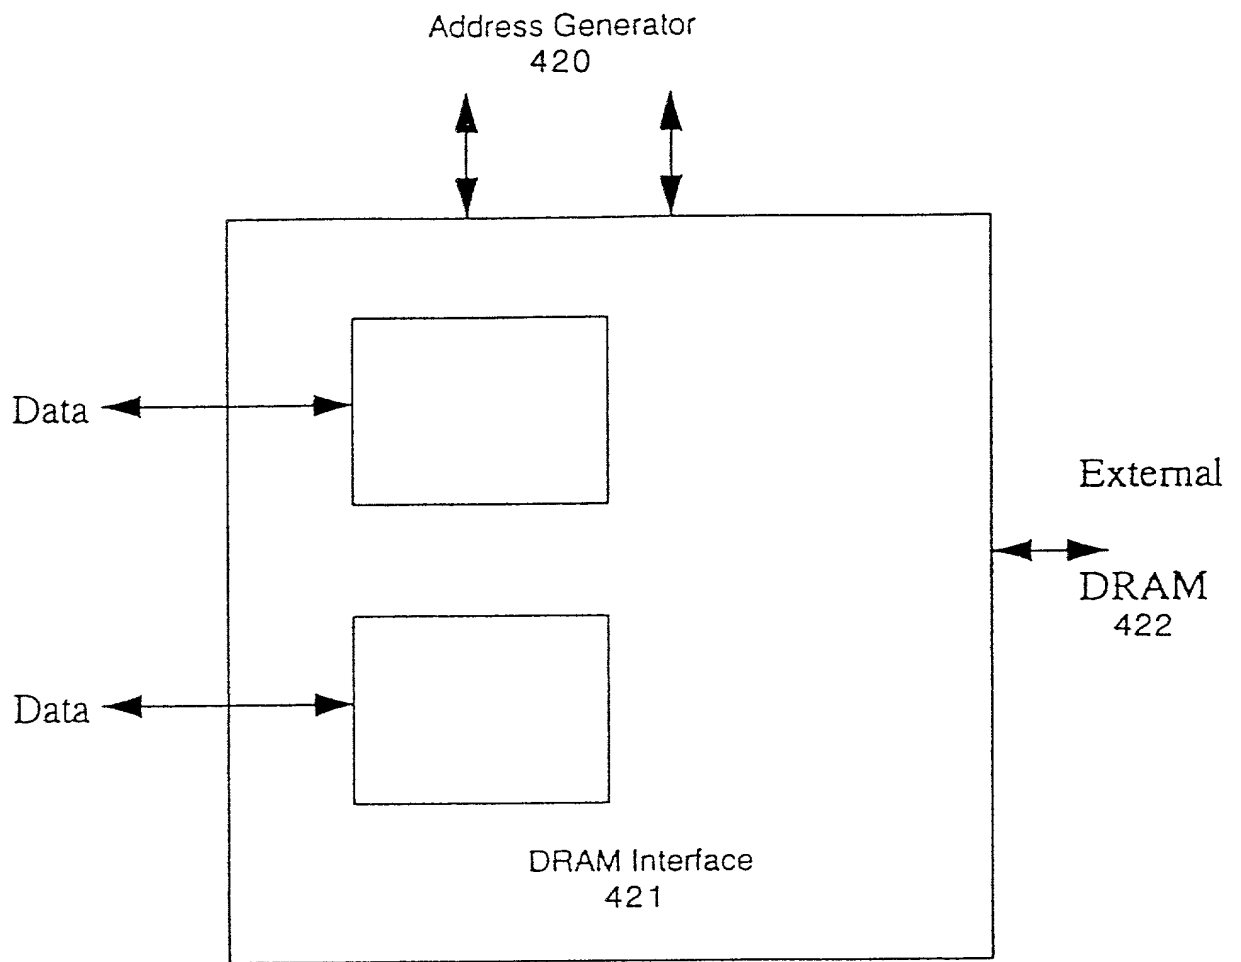 Address Generator
420
Data
External
DRAM
422
Data
DRAM Interface
421